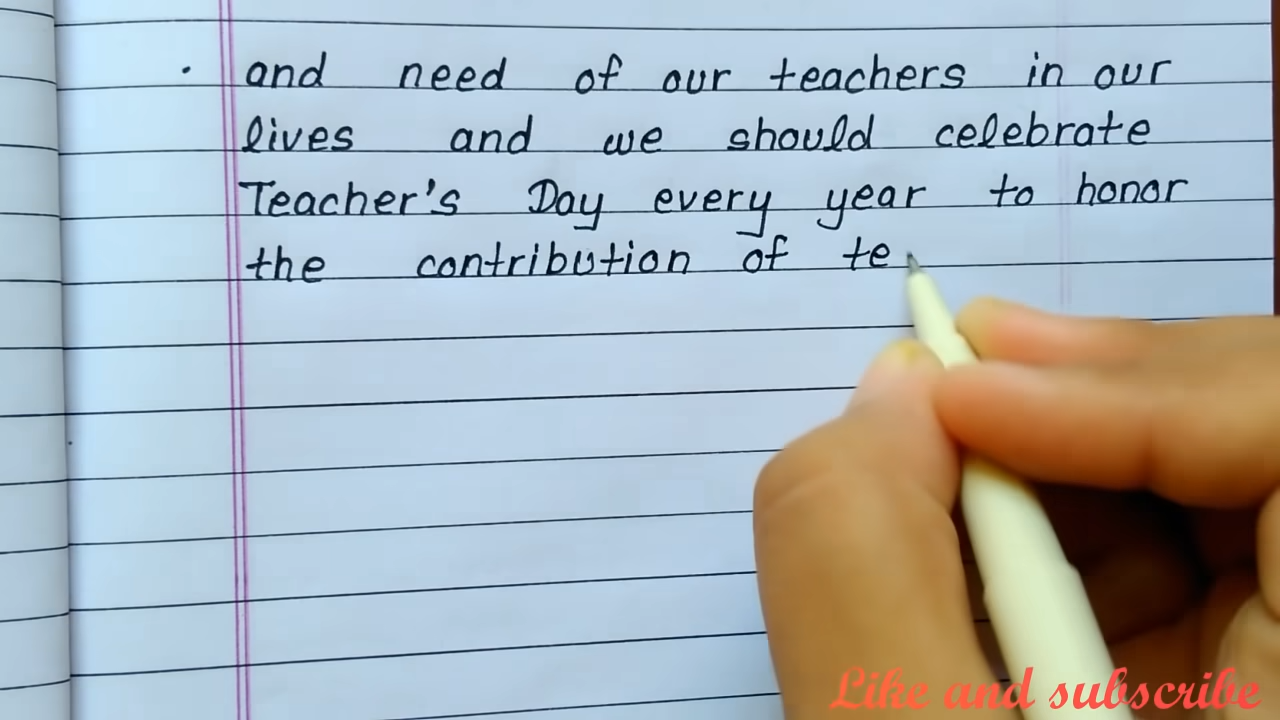 and need of our teachers in our
lives and we should celebrate
Teacher's Day every year to honor
the contribution of te
Like and subscribe